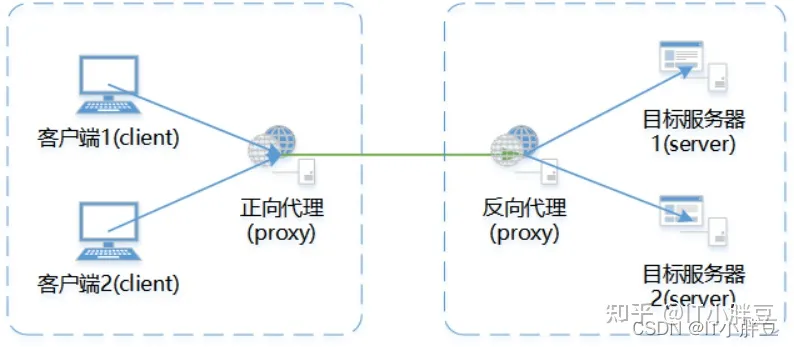 客户端1(client)
客户端2(client)
正向代理
(proxy)
反向代理
(proxy)
目标服务器
1(server)
目标服务器
2(server)
知乎 @IT小胖豆
CSDN @IT小胖豆